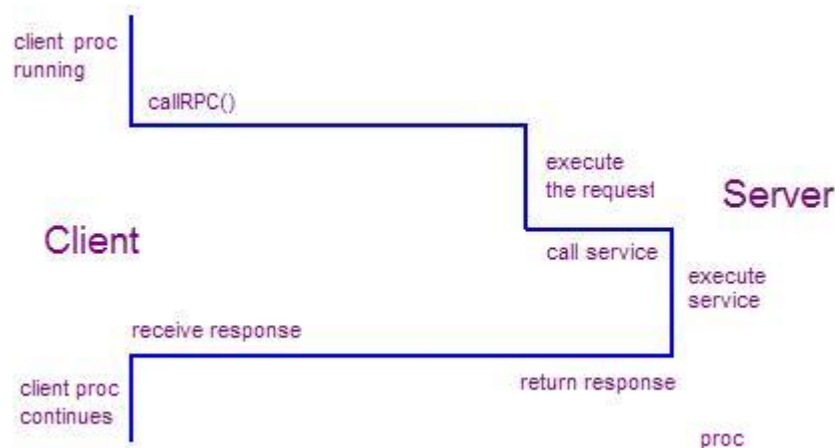 client proc
running
callRPC()
execute
the request
Server
Client
call service
execute
service
receive response
return response
client proc
continues
proc